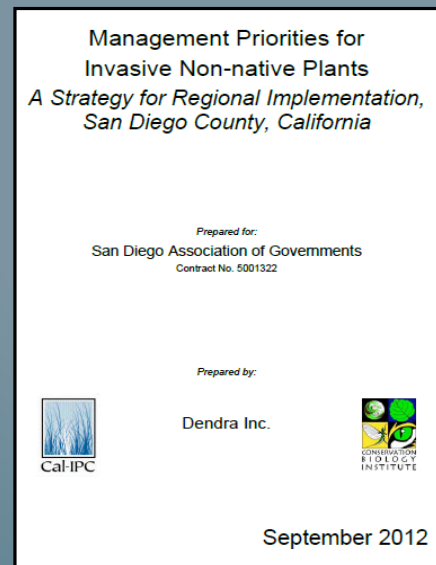 Management Priorities for
Invasive Non-native Plants
A Strategy for Regional Implementation,
San Diego County, California
Prepared for:
San Diego Association of Governments
Contract No. 5001322
Prepared by:
Dendra Inc.
Cal-IPC
CONSERVATION
BIOLOGY
INSTITUTE
September 2012